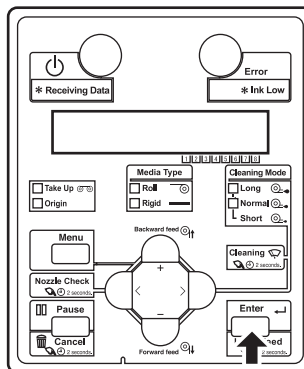 Error
* Receiving Data
* Ink Low
1 2 3 4 5 6 7 8
Media Type
Cleaning Mode
Take Up
Roll
Long
Origin
Rigid
Normal
Short
Menu
Backward feed
+
Cleaning
2 seconds.
Nozzle Check
2 seconds.
< >
Pause
Enter
−
Cancel
2 seconds.
Forward feed
2 seconds.